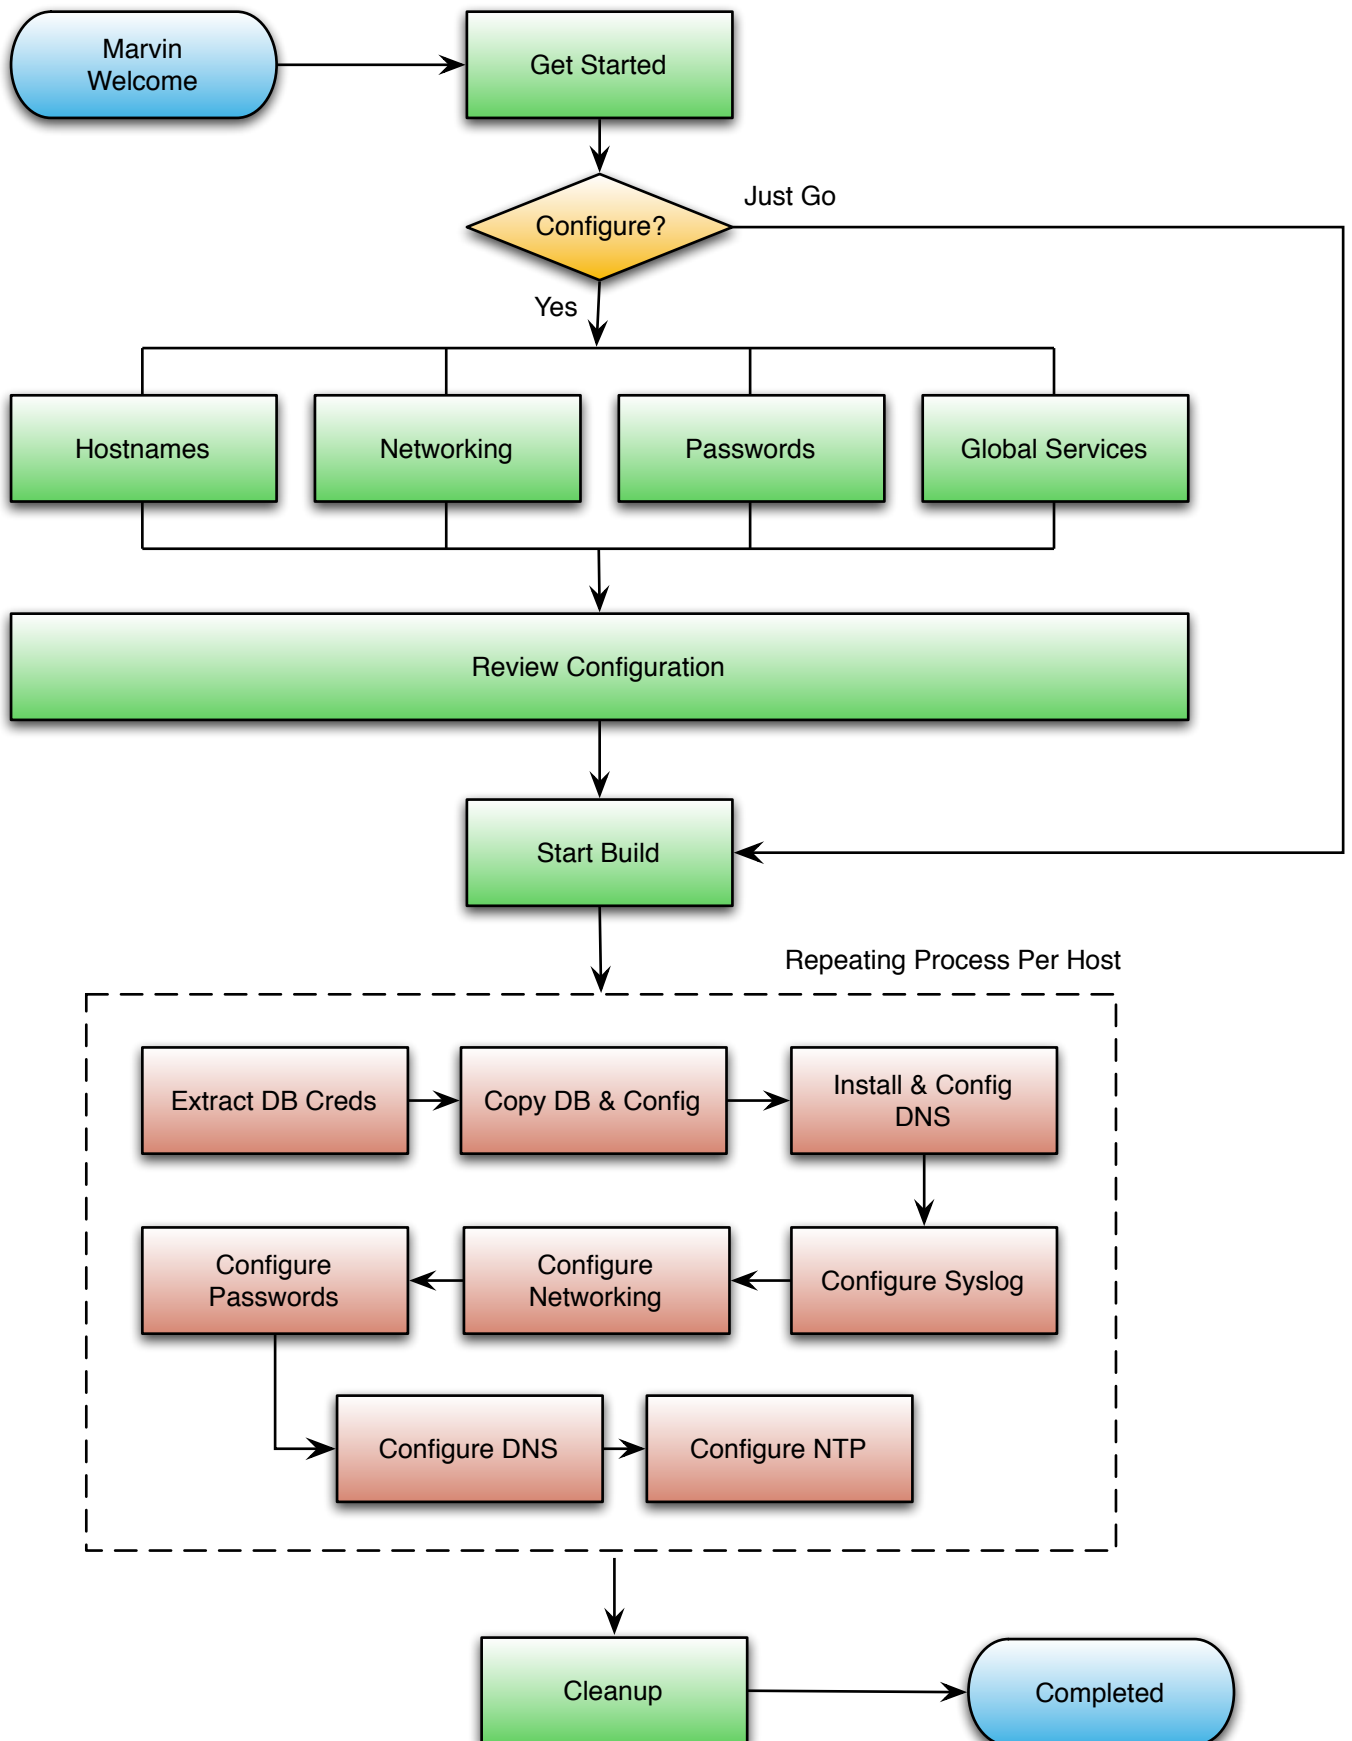 Marvin
Welcome
Get Started
Configure?
Just Go
Yes
Hostnames
Networking
Passwords
Global Services
Review Configuration
Start Build
Repeating Process Per Host
Extract DB Creds
Copy DB & Config
Install & Config
DNS
Configure
Passwords
Configure
Networking
Configure Syslog
Configure DNS
Configure NTP
Cleanup
Completed